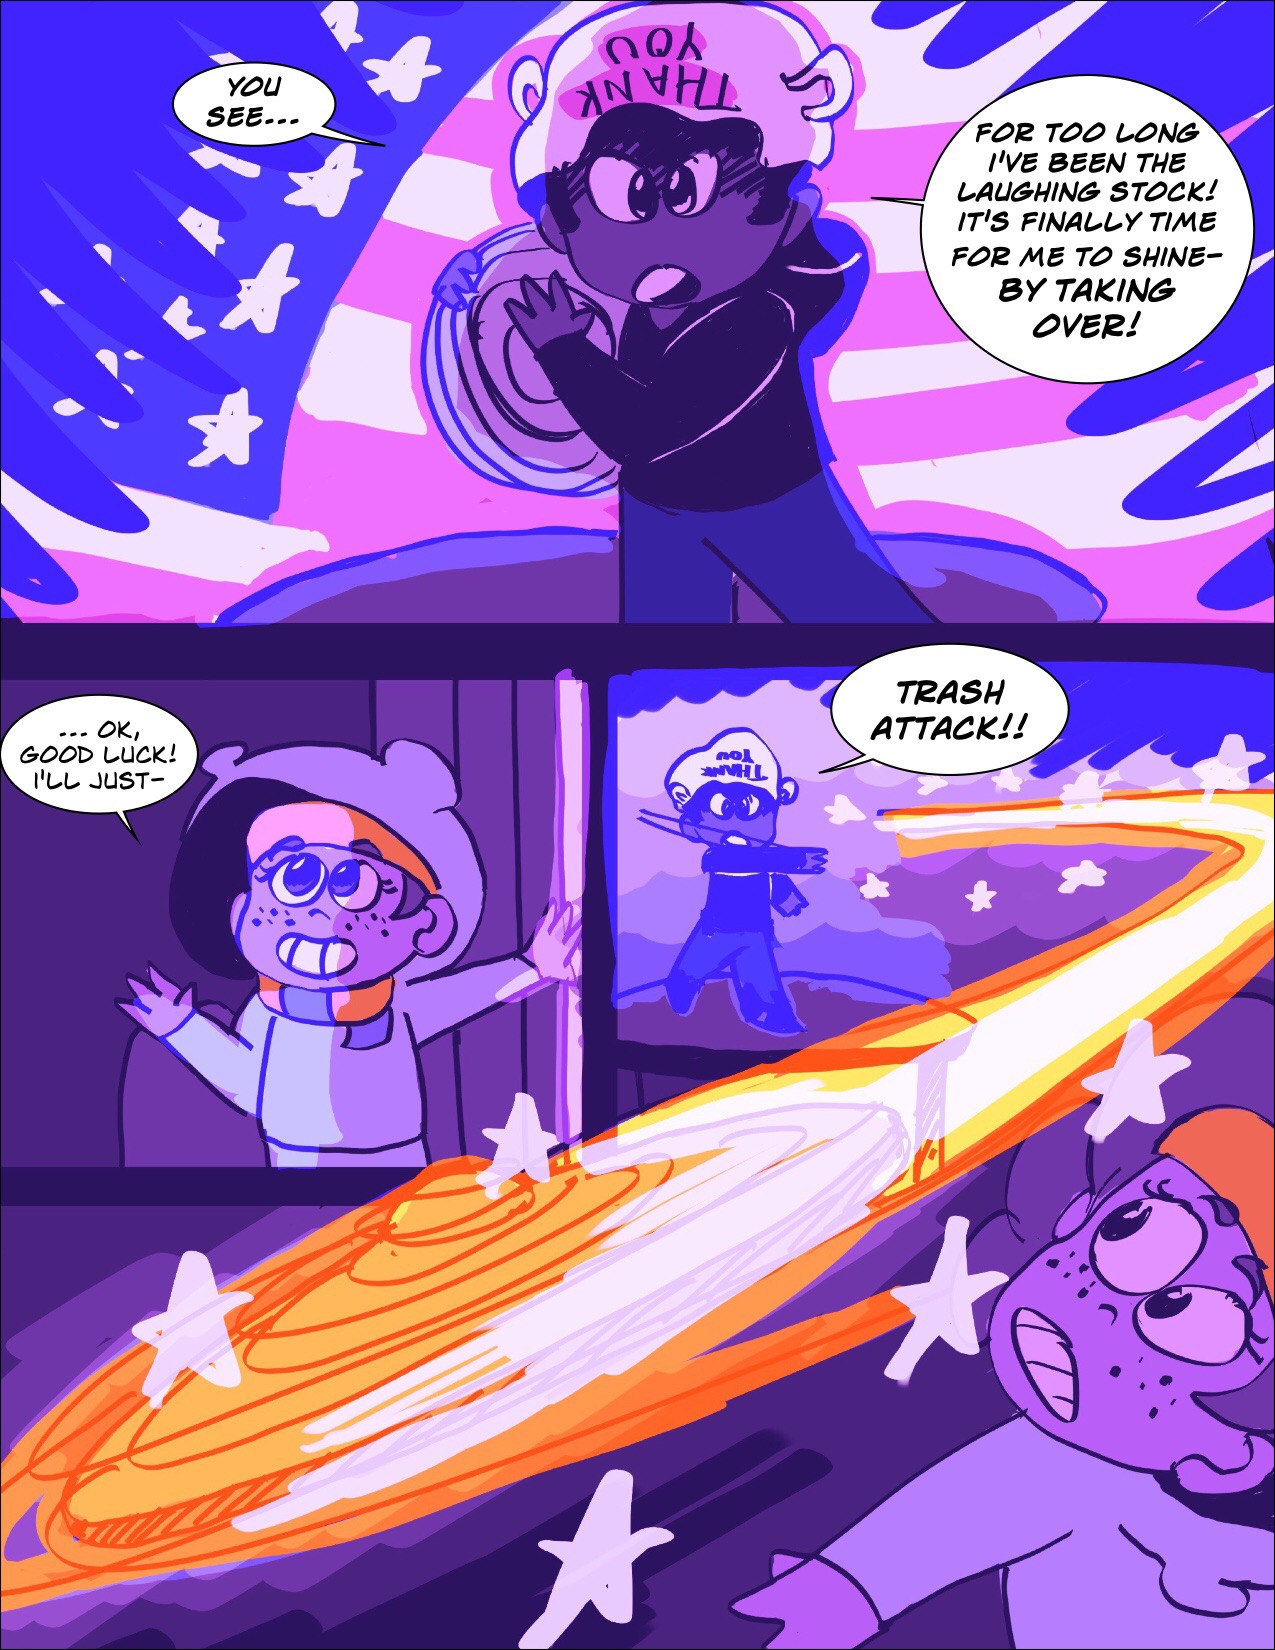 YOU
SEE...
THANK
YOU
FOR TOO LONG
I'VE BEEN THE
LAUGHING STOCK!
IT'S FINALLY TIME
FOR ME TO SHINE-
BY TAKING
OVER!
... OK,
GOOD LUCK!
I'LL JUST-
TRASH
ATTACK!!
THANK
YOU